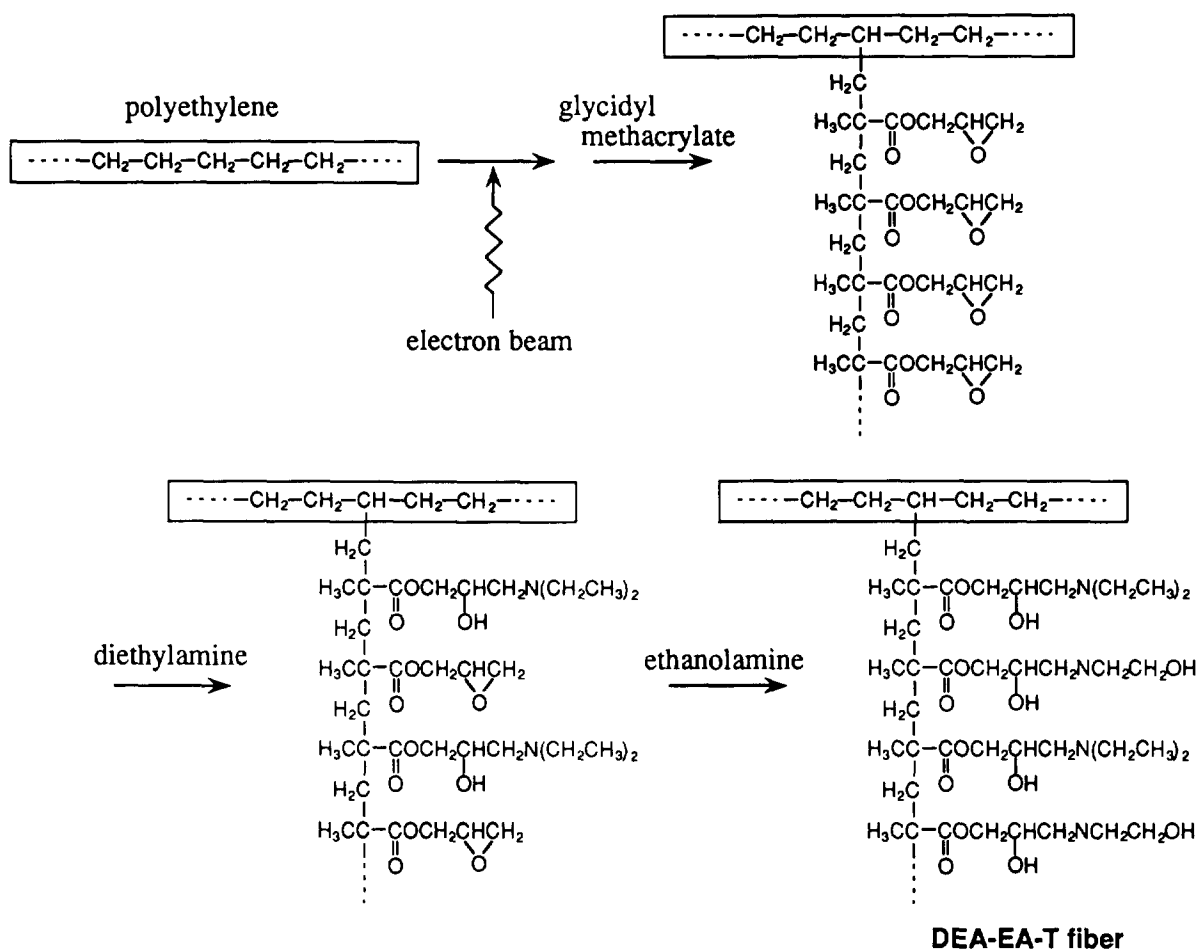 polyethylene
·····—CH₂—CH₂—CH₂—CH₂—CH₂—·····
electron beam
glycidyl
methacrylate
·····—CH₂—CH₂—CH—CH₂—CH₂—·····
H₂C
H₃CC—COCH₂CHCH₂
O O
H₂C
H₃CC—COCH₂CHCH₂
O O
H₂C
H₃CC—COCH₂CHCH₂
O O
H₂C
H₃CC—COCH₂CHCH₂
O O
diethylamine
·····—CH₂—CH₂—CH—CH₂—CH₂—·····
H₂C
H₃CC—COCH₂CHCH₂N(CH₂CH₃)₂
O OH
H₂C
H₃CC—COCH₂CHCH₂
O O
H₂C
H₃CC—COCH₂CHCH₂N(CH₂CH₃)₂
O OH
H₂C
H₃CC—COCH₂CHCH₂
O O
ethanolamine
·····—CH₂—CH₂—CH—CH₂—CH₂—·····
H₂C
H₃CC—COCH₂CHCH₂N(CH₂CH₃)₂
O OH
H₂C
H₃CC—COCH₂CHCH₂NCH₂CH₂OH
O OH
H₂C
H₃CC—COCH₂CHCH₂N(CH₂CH₃)₂
O OH
H₂C
H₃CC—COCH₂CHCH₂NCH₂CH₂OH
O OH
DEA-EA-T fiber